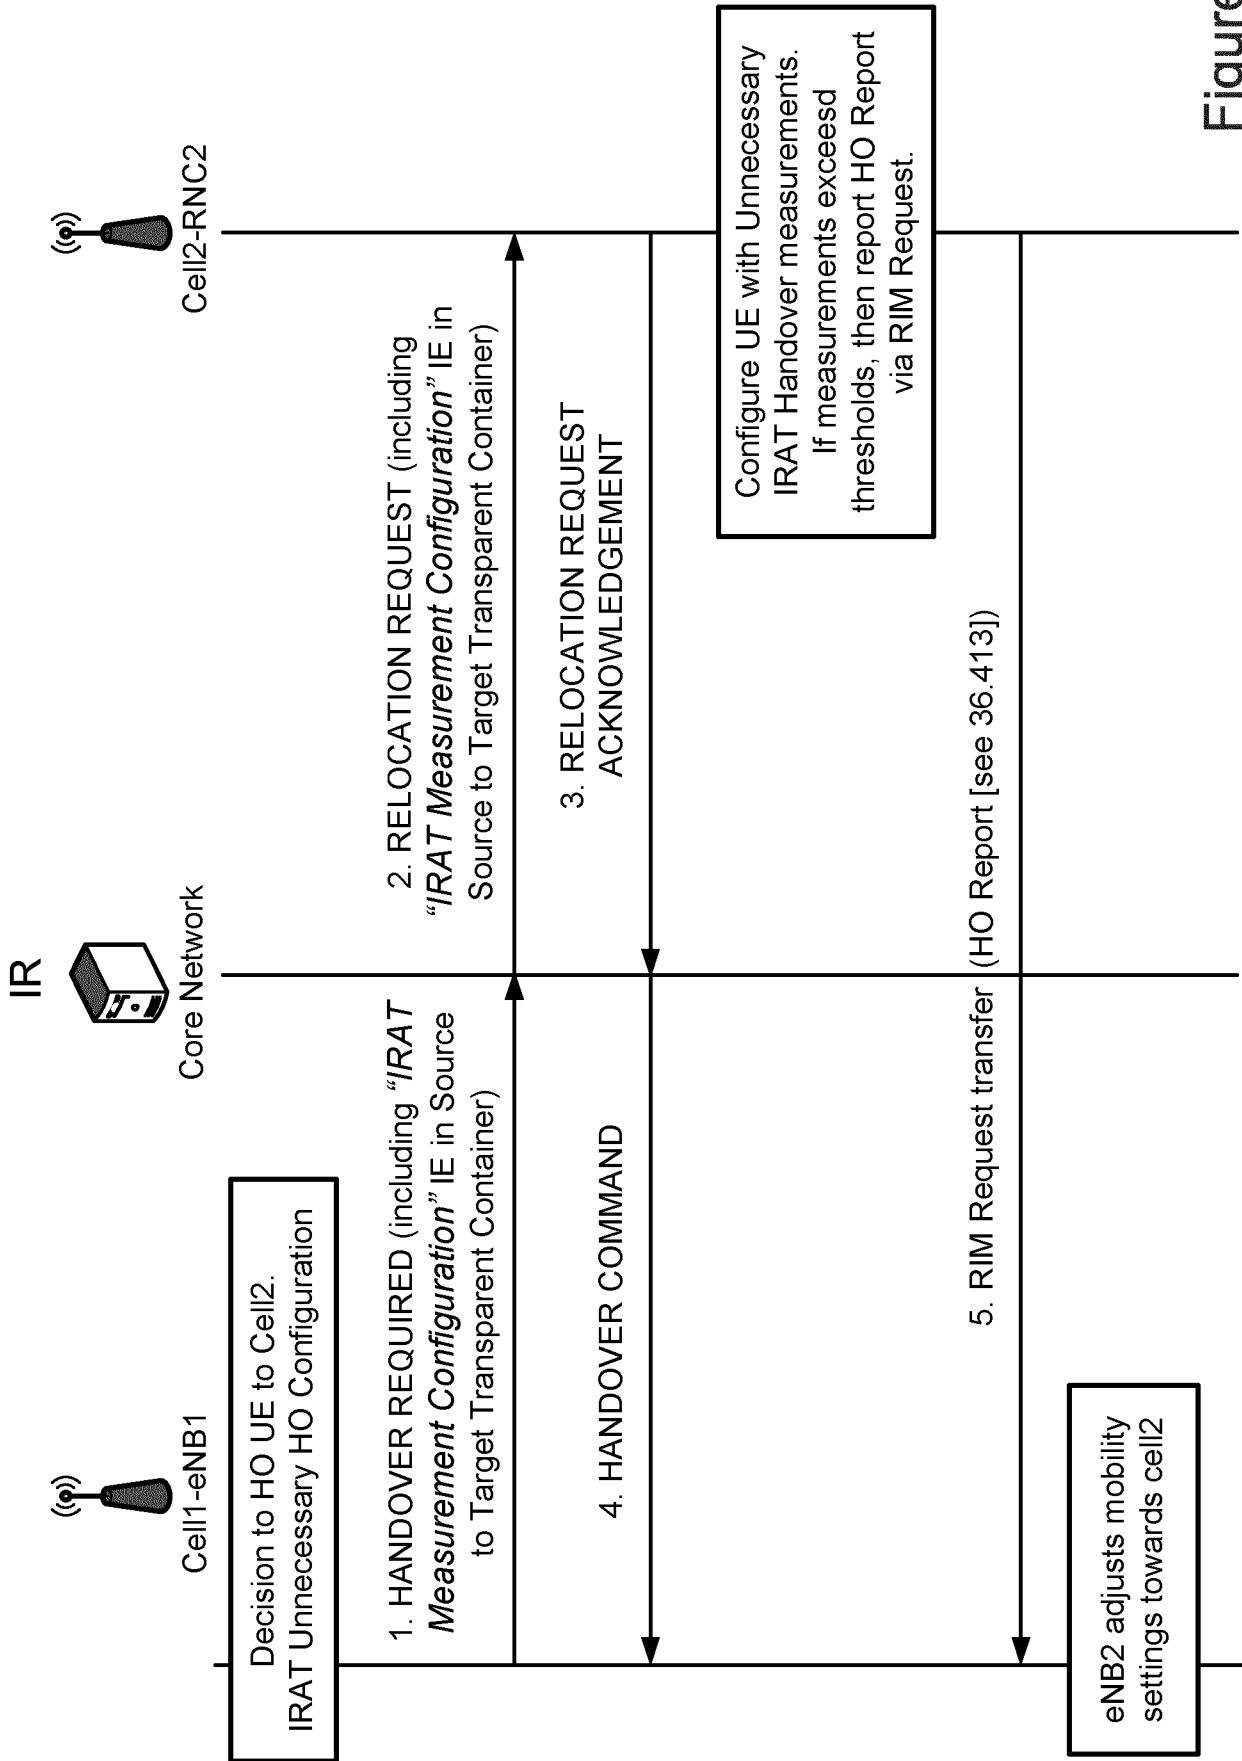 IR
Cell1-eNB1
Core Network
Cell2-RNC2
Decision to HO UE to Cell2.
IRAT Unnecessary HO Configuration
1. HANDOVER REQUIRED (including “IRAT
Measurement Configuration” IE in Source
to Target Transparent Container)
2. RELOCATION REQUEST (including
“IRAT Measurement Configuration” IE in
Source to Target Transparent Container)
3. RELOCATION REQUEST
ACKNOWLEDGEMENT
4. HANDOVER COMMAND
Configure UE with Unnecessary
IRAT Handover measurements.
If measurements exceesd
thresholds, then report HO Report
via RIM Request.
5. RIM Request transfer (HO Report [see 36.413])
eNB2 adjusts mobility
settings towards cell2
Figure